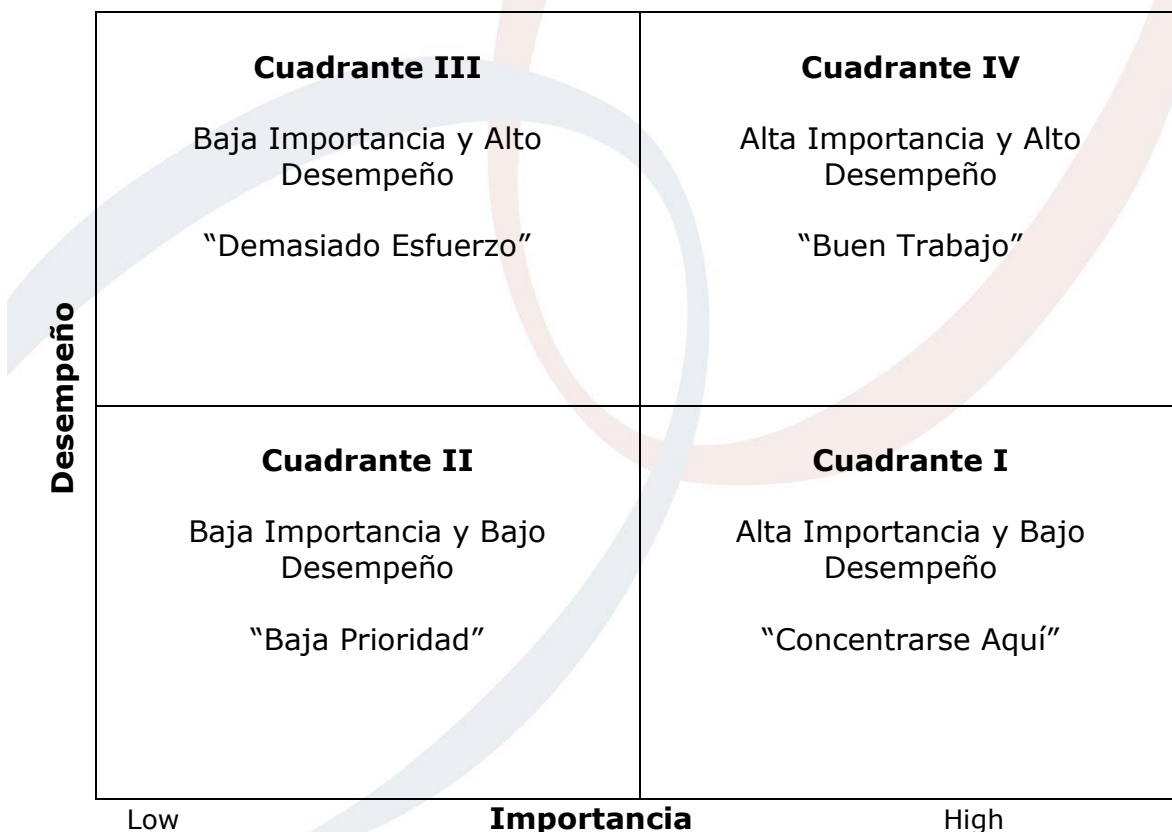 Cuadrante III
Baja Importancia y Alto
Desempeño
“Demasiado Esfuerzo”
Cuadrante IV
Alta Importancia y Alto
Desempeño
“Buen Trabajo”
Desempeño
Cuadrante II
Baja Importancia y Bajo
Desempeño
“Baja Prioridad”
Cuadrante I
Alta Importancia y Bajo
Desempeño
“Concentrarse Aquí”
Low
Importancia
High